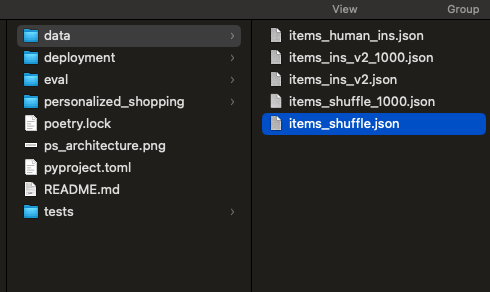 View
Group
data
deployment
eval
personalized_shopping
poetry.lock
ps_architecture.png
pyproject.toml
README.md
tests
items_human_ins.json
items_ins_v2_1000.json
items_ins_v2.json
items_shuffle_1000.json
items_shuffle.json